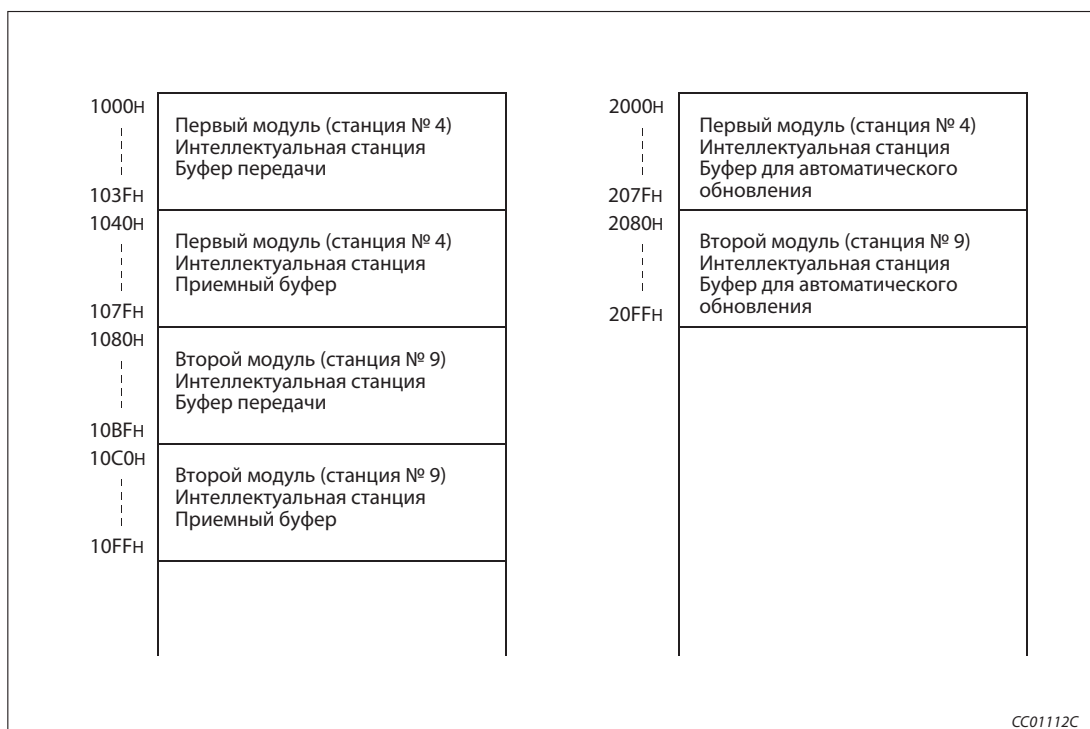 1000H
Первый модуль (станция № 4)
Интеллектуальная станция
Буфер передачи
103FH
1040H
Первый модуль (станция № 4)
Интеллектуальная станция
Приемный буфер
107FH
1080H
Второй модуль (станция № 9)
Интеллектуальная станция
Буфер передачи
10BFH
10C0H
Второй модуль (станция № 9)
Интеллектуальная станция
Приемный буфер
10FFH
2000H
Первый модуль (станция № 4)
Интеллектуальная станция
Буфер для автоматического
обновления
207FH
2080H
Второй модуль (станция № 9)
Интеллектуальная станция
Буфер для автоматического
обновления
20FFH
CC01112C